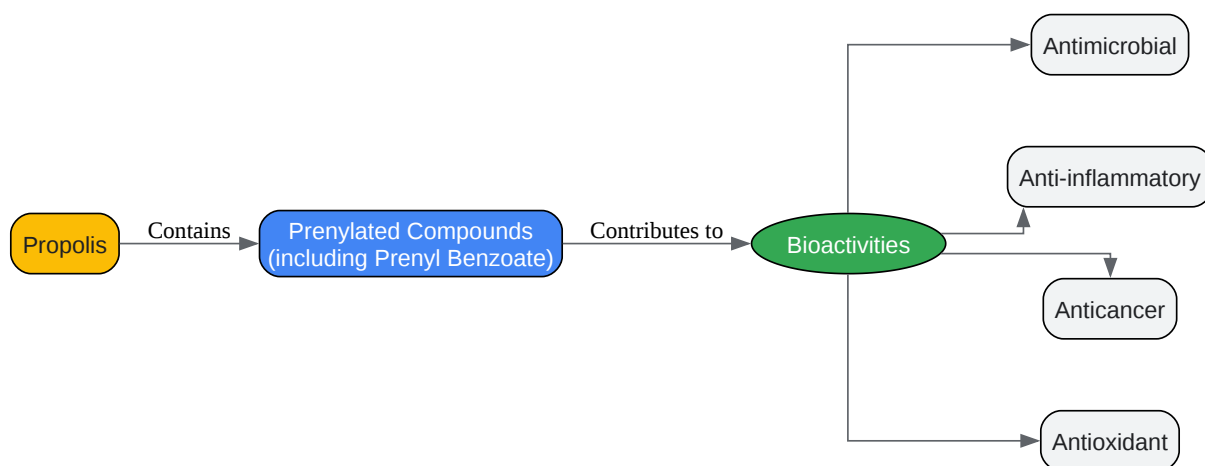 Propolis
Contains
Prenylated Compounds
(including Prenyl Benzoate)
Contributes to
Bioactivities
Antimicrobial
Anti-inflammatory
Anticancer
Antioxidant